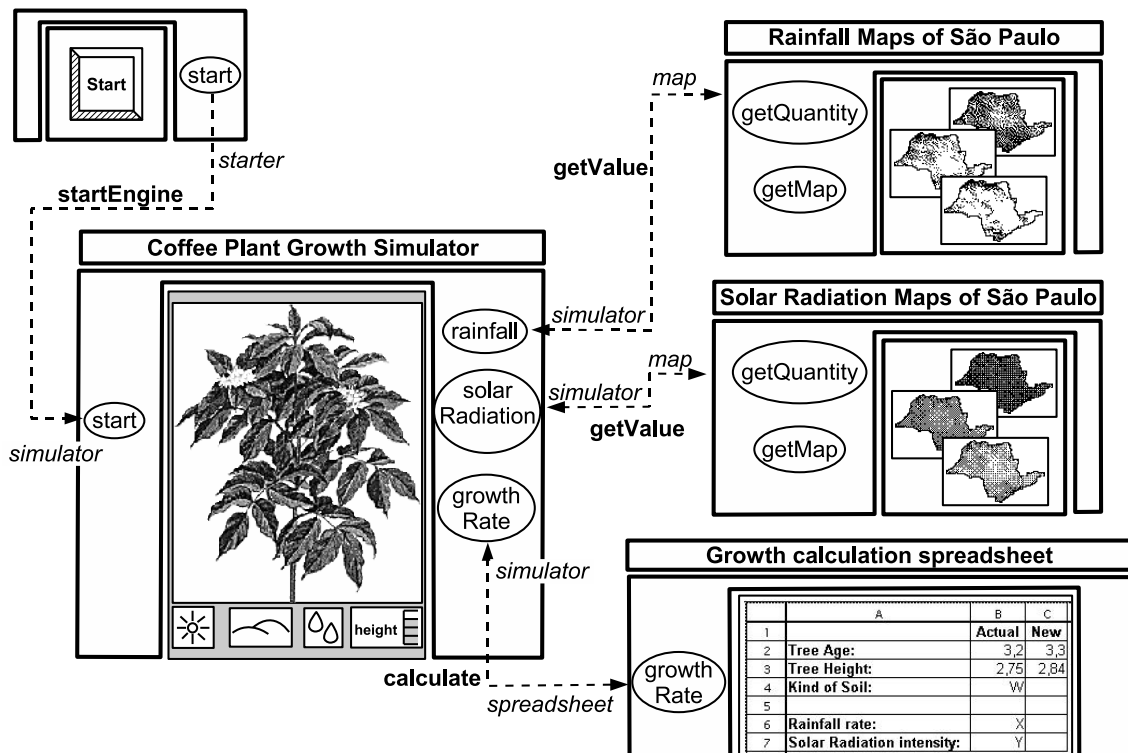 Start
start
starter
startEngine
Rainfall Maps of São Paulo
map
getQuantity
getMap
getValue
Coffee Plant Growth Simulator
start
simulator
rainfall
simulator
solar
Radiation
simulator
getValue
growth
Rate
simulator
height
Solar Radiation Maps of São Paulo
map
getQuantity
getMap
calculate
spreadsheet
Growth calculation spreadsheet
growth
Rate
A B C
1 Actual New
2 Tree Age: 3,2 3,3
3 Tree Height: 2,75 2,84
4 Kind of Soil: W
5
6 Rainfall rate: X
7 Solar Radiation intensity: Y